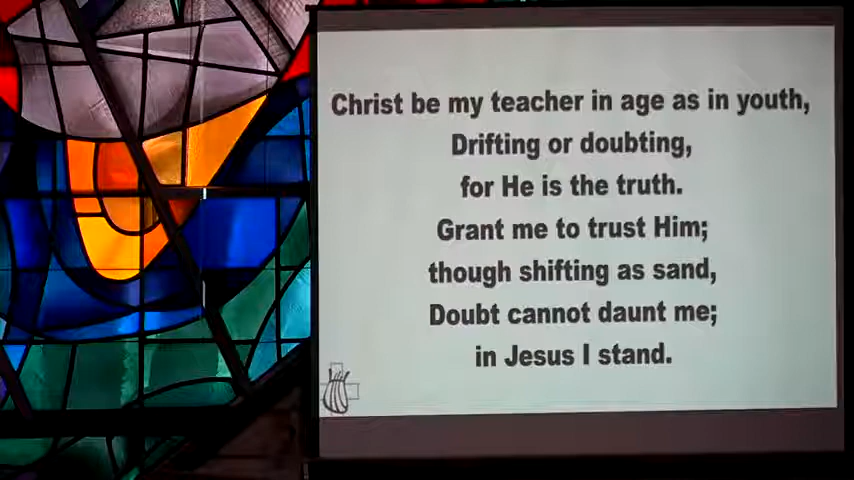 Christ be my teacher in age as in youth,
Drifting or doubting,
for He is the truth.
Grant me to trust Him;
though shifting as sand,
Doubt cannot daunt me;
in Jesus I stand.